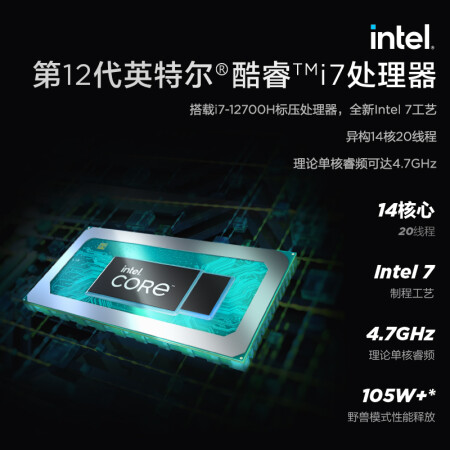 intel.
第12代英特尔®酷睿™i7处理器
搭载i7-12700H标压处理器，全新Intel 7工艺
异构14核20线程
理论单核睿频可达4.7GHz
14核心
20线程
Intel 7
制程工艺
4.7GHz
理论单核睿频
105W+*
野兽模式性能释放
intel
CORE™